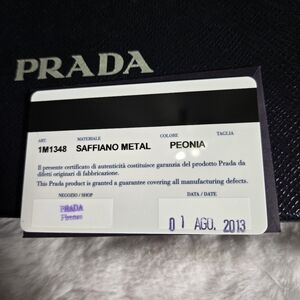 PRADA
ART. MATERIALE COLORE TAGLIA
1M1348 SAFFIANO METAL PEONIA
Il presente certificato di autenticità costituisce garanzia del prodotto Prada da
difetti originari di fabbricazione.
This Prada product is granted a guarantee covering all manufacturing defects.
NEGOZIO / SHOP DATA / DATE
PRADA
Firenze
01 AGO. 2013